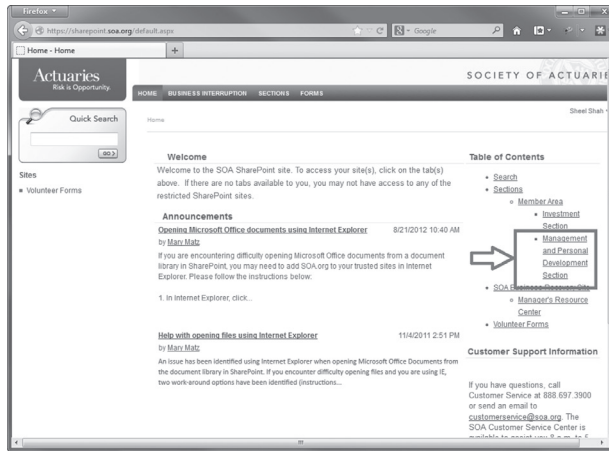 Firefox
https://sharepoint.soa.org/default.aspx
Google
Home - Home
Actuaries
Risk is Opportunity.
SOCIETY OF ACTUARIE
HOME BUSINESS INTERRUPTION SECTIONS FORMS
Sheel Shah
Quick Search
GO
Sites
Volunteer Forms
Home
Welcome
Welcome to the SOA SharePoint site. To access your site(s), click on the tab(s)
above. If there are no tabs available to you, you may not have access to any of the
restricted SharePoint sites.
Announcements
Opening Microsoft Office documents using Internet Explorer 8/21/2012 10:40 AM
by Mary Matz
If you are encountering difficulty opening Microsoft Office documents from a document
library in SharePoint, you may need to add SOA.org to your trusted sites in Internet
Explorer. Please follow the instructions below:
1. In Internet Explorer, click...
Help with opening files using Internet Explorer 11/4/2011 2:51 PM
by Mary Matz
An issue has been identified using Internet Explorer when opening Microsoft Office Documents from
the document library in SharePoint. If you encounter difficulty opening files and you are using IE,
two work-around options have been identified (instructions...
Table of Contents
Search
Sections
Member Area
Investment
Section
Management
and Personal
Development
Section
SOA Business Recovery Site
Manager's Resource
Center
Volunteer Forms
Customer Support Information
If you have questions, call
Customer Service at 888.697.3900
or send an email to
customerservice@soa.org. The
SOA Customer Service Center is
available to assist you 8 a.m. to 5